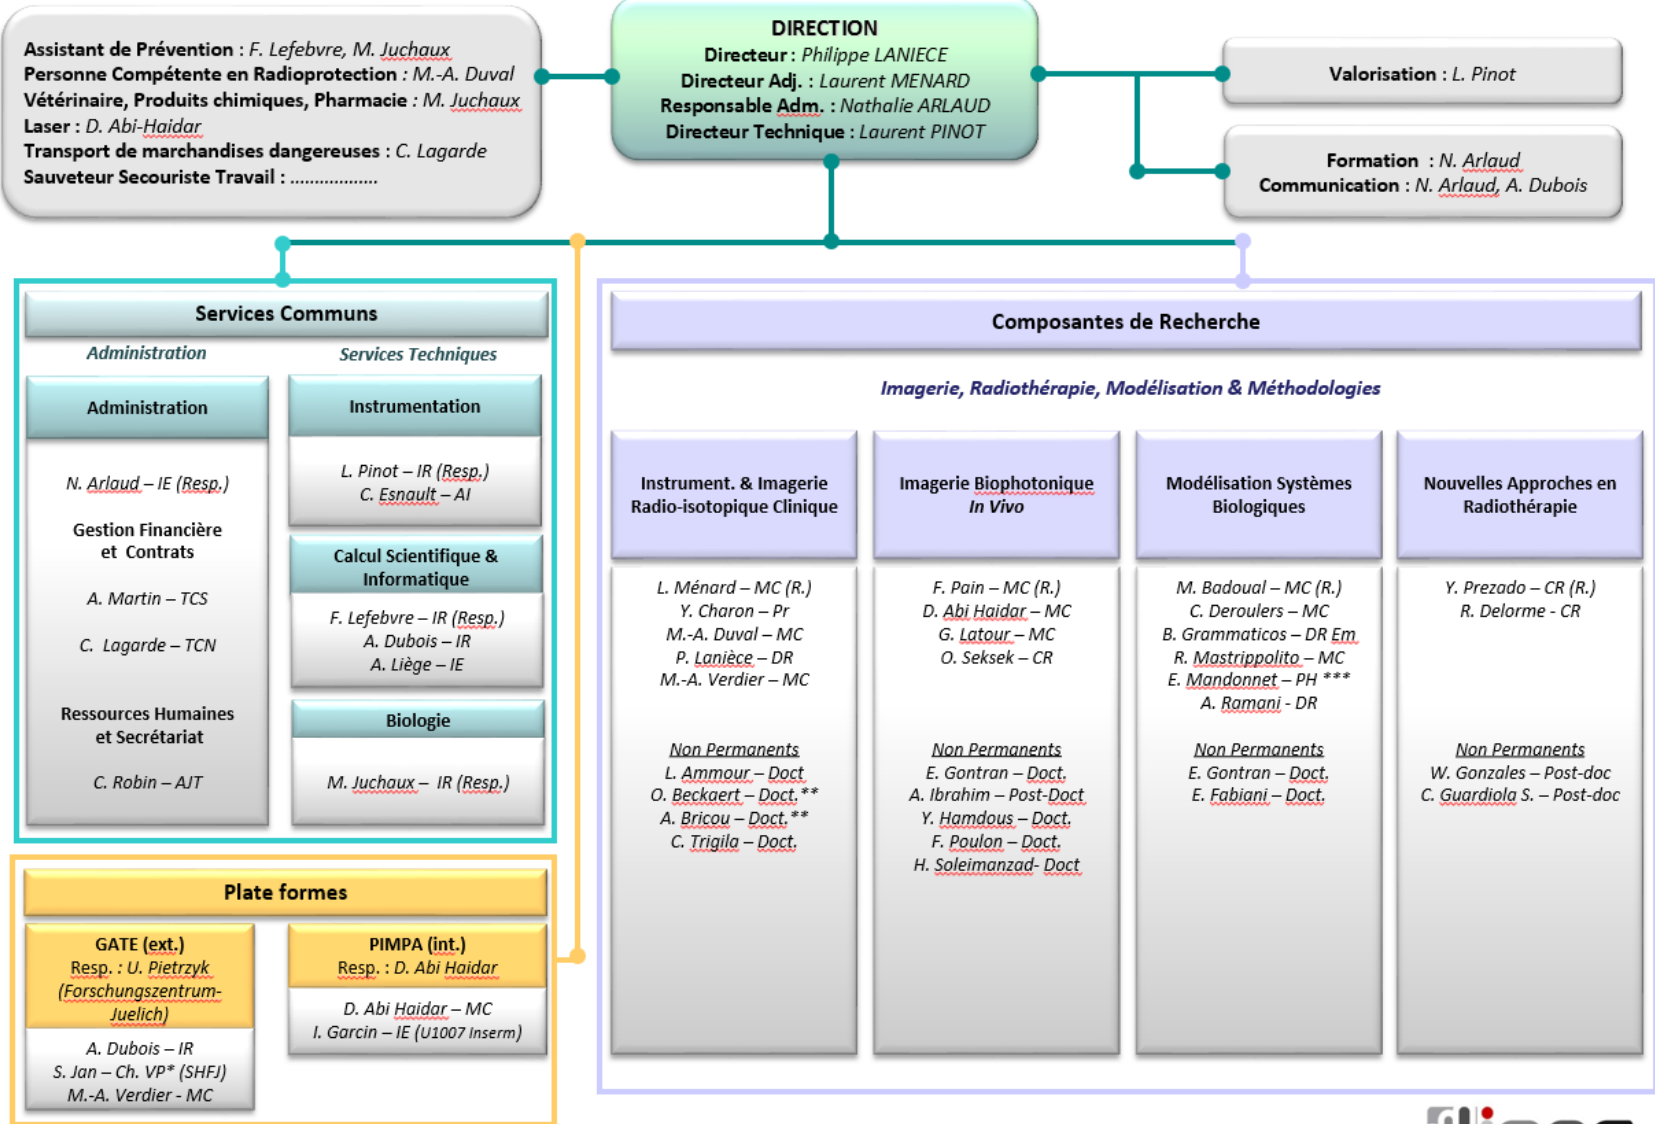 Assistant de Prévention : F. Lefebvre, M. Juchaux
Personne Compétente en Radioprotection : M.-A. Duval
Vétérinaire, Produits chimiques, Pharmacie : M. Juchaux
Laser : D. Abi-Haidar
Transport de marchandises dangereuses : C. Lagarde
Sauveteur Secouriste Travail : ..................
DIRECTION
Directeur : Philippe LANIECE
Directeur Adj. : Laurent MENARD
Responsable Adm. : Nathalie ARLAUD
Directeur Technique : Laurent PINOT
Valorisation : L. Pinot
Formation : N. Arlaud
Communication : N. Arlaud, A. Dubois
Services Communs
Administration
Administration
N. Arlaud – IE (Resp.)
Gestion Financière
et Contrats
A. Martin – TCS
C. Lagarde – TCN
Ressources Humaines
et Secrétariat
C. Robin – AJT
Services Techniques
Instrumentation
L. Pinot – IR (Resp.)
C. Esnault – AI
Calcul Scientifique &
Informatique
F. Lefebvre – IR (Resp.)
A. Dubois – IR
A. Liège – IE
Biologie
M. Juchaux – IR (Resp.)
Plate formes
GATE (ext.)
Resp. : U. Pietrzyk
(Forschungszentrum-
Juelich)
A. Dubois – IR
S. Jan – Ch. VP* (SHFJ)
M.-A. Verdier - MC
PIMPA (int.)
Resp. : D. Abi Haidar
D. Abi Haidar – MC
I. Garcin – IE (U1007 Inserm)
Composantes de Recherche
Imagerie, Radiothérapie, Modélisation & Méthodologies
Instrument. & Imagerie
Radio-isotopique Clinique
L. Ménard – MC (R.)
Y. Charon – Pr
M.-A. Duval – MC
P. Lanièce – DR
M.-A. Verdier – MC
Non Permanents
L. Ammour – Doct
O. Beckaert – Doct.**
A. Bricou – Doct.**
C. Trigila – Doct.
Imagerie Biophotonique
In Vivo
F. Pain – MC (R.)
D. Abi Haidar – MC
G. Latour – MC
O. Seksek – CR
Non Permanents
E. Gontran – Doct.
A. Ibrahim – Post-Doct
Y. Hamdous – Doct.
F. Poulon – Doct.
H. Soleimanzad- Doct
Modélisation Systèmes
Biologiques
M. Badoual – MC (R.)
C. Deroulers – MC
B. Grammaticos – DR Em
R. Mastrippolito – MC
E. Mandonnet – PH ***
A. Ramani - DR
Non Permanents
E. Gontran – Doct.
E. Fabiani – Doct.
Nouvelles Approches en
Radiothérapie
Y. Prezado – CR (R.)
R. Delorme - CR
Non Permanents
W. Gonzales – Post-doc
C. Guardiola S. – Post-doc